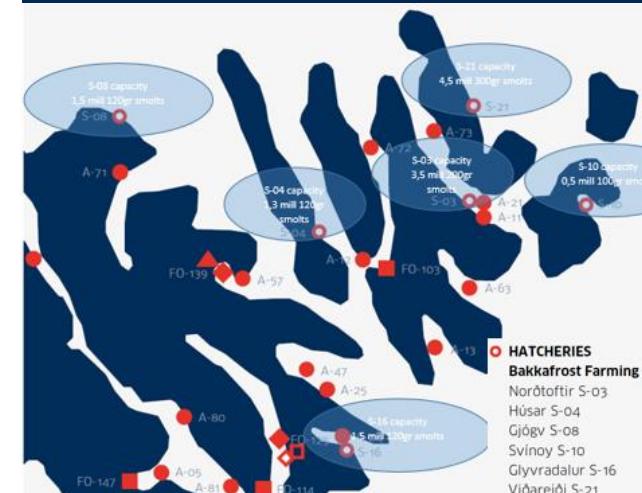 S-21 capacity
4,5 mill 300gr smolts
S-21
S-08 capacity
1,5 mill 120gr smolts
S-08
A-73
A-72
A-71
S-03 capacity
3,5 mill 200gr
smolts
S-03
A-21
A-11
S-10 capacity
0,5 mill 100gr
S-04 capacity
1,3 mill 120gr
smolts
S-04
A-12
FO-103
FO-139
A-57
A-63
A-13
A-47
A-25
HATCHERIES
Bakkafrost Farming
Norðtoftir S-03
Húsar S-04
Gjógv S-08
Svínoy S-10
Glyvradalur S-16
Viðareiði S-21
A-80
S-16 capacity
1,5 mill 120gr smolts
S-16
A-05
FO-147
A-81
FO-114